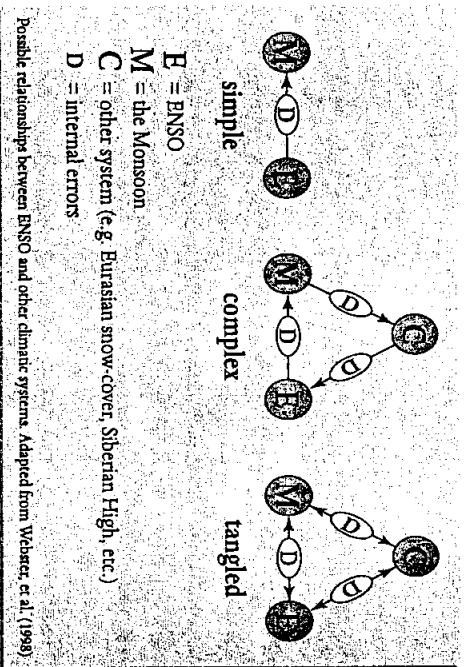 M D E
simple
C
D D
M D E
complex
C
D D
M D E
tangled
E = ENSO
M = the Monsoon
C = other system (e.g. Eurasian snow-cover, Siberian High, etc.)
D = internal errors
Possible relationships between ENSO and other climatic systems. Adapted from Webster, et al. (1998)